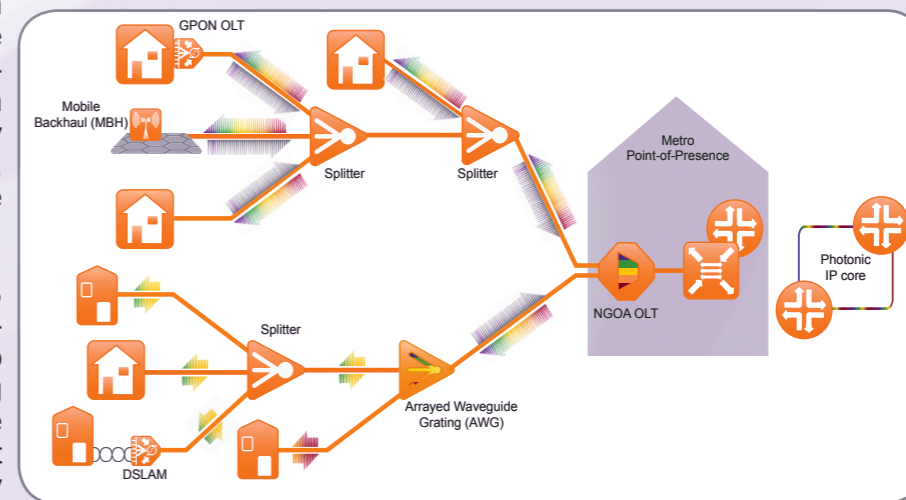 GPON OLT
Mobile
Backhaul (MBH)
Splitter
Splitter
Metro
Point-of-Presence
NGOA OLT
Photonic
IP core
Splitter
Arrayed Waveguide
Grating (AWG)
DSLAM